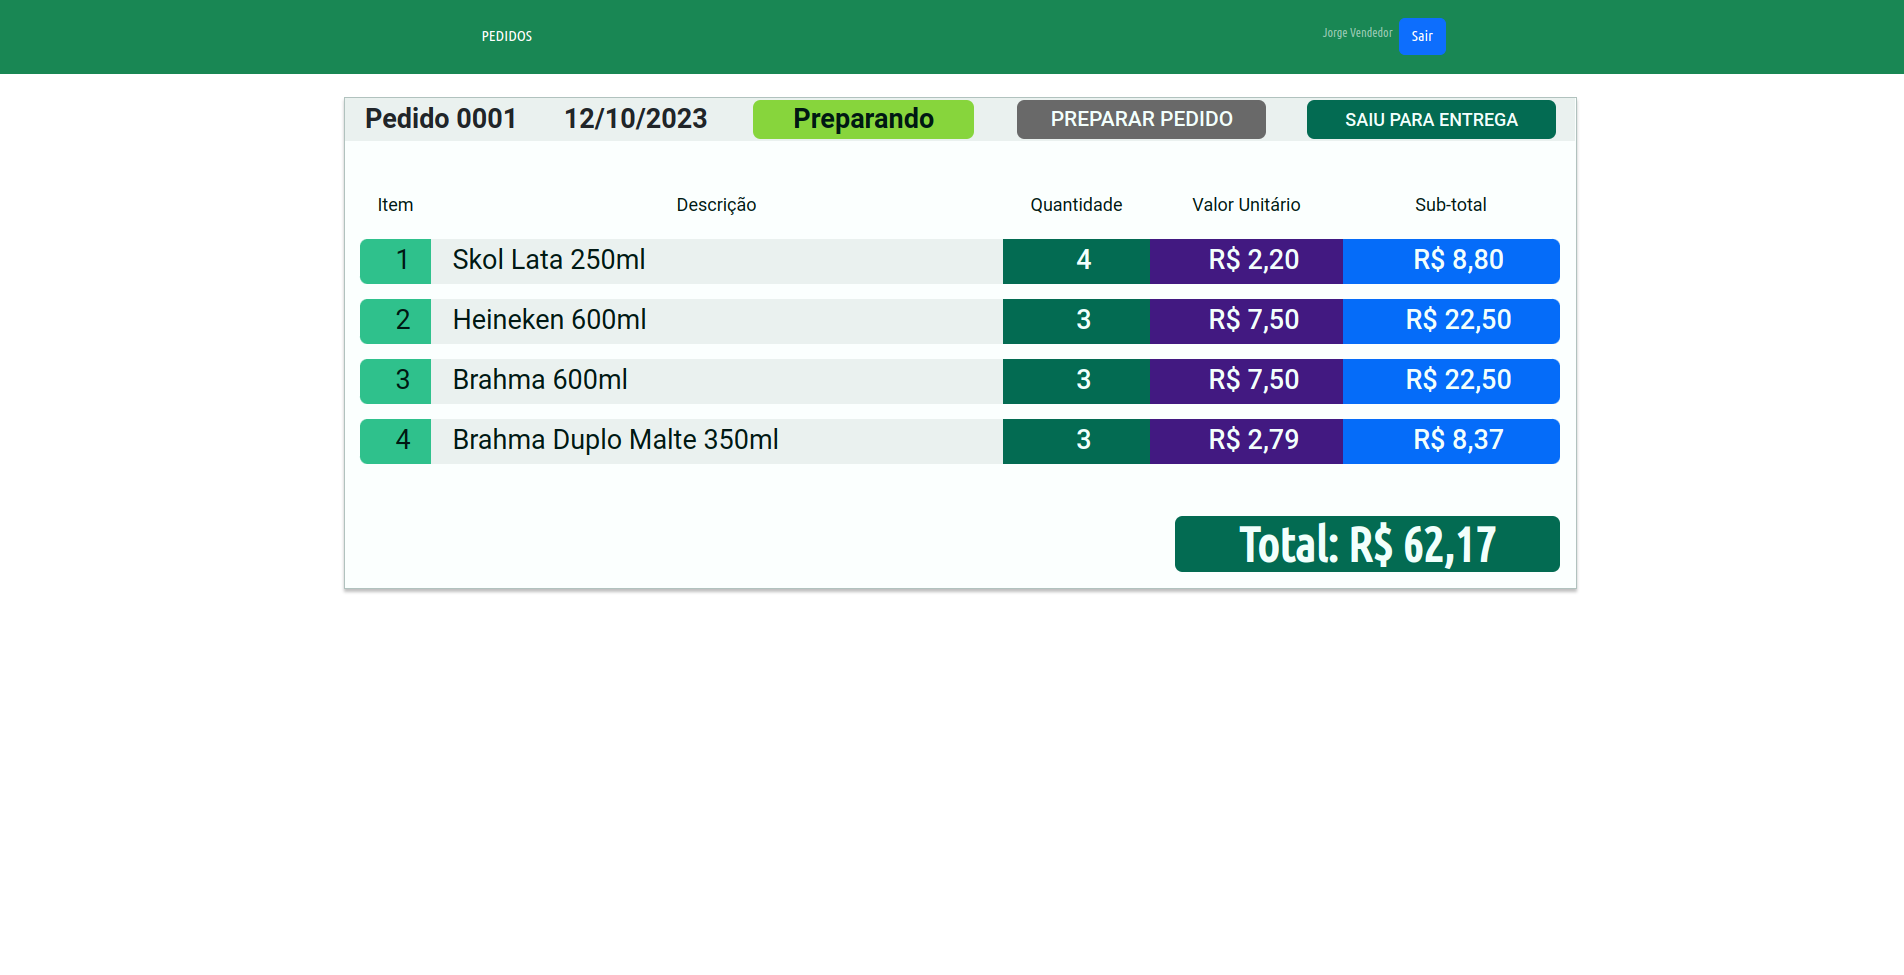 PEDIDOS Jorge Vendedor Sair
Pedido 0001 12/10/2023 Preparando PREPARAR PEDIDO SAIU PARA ENTREGA
Item Descrição Quantidade Valor Unitário Sub-total
1 Skol Lata 250ml 4 R$ 2,20 R$ 8,80
2 Heineken 600ml 3 R$ 7,50 R$ 22,50
3 Brahma 600ml 3 R$ 7,50 R$ 22,50
4 Brahma Duplo Malte 350ml 3 R$ 2,79 R$ 8,37
Total: R$ 62,17